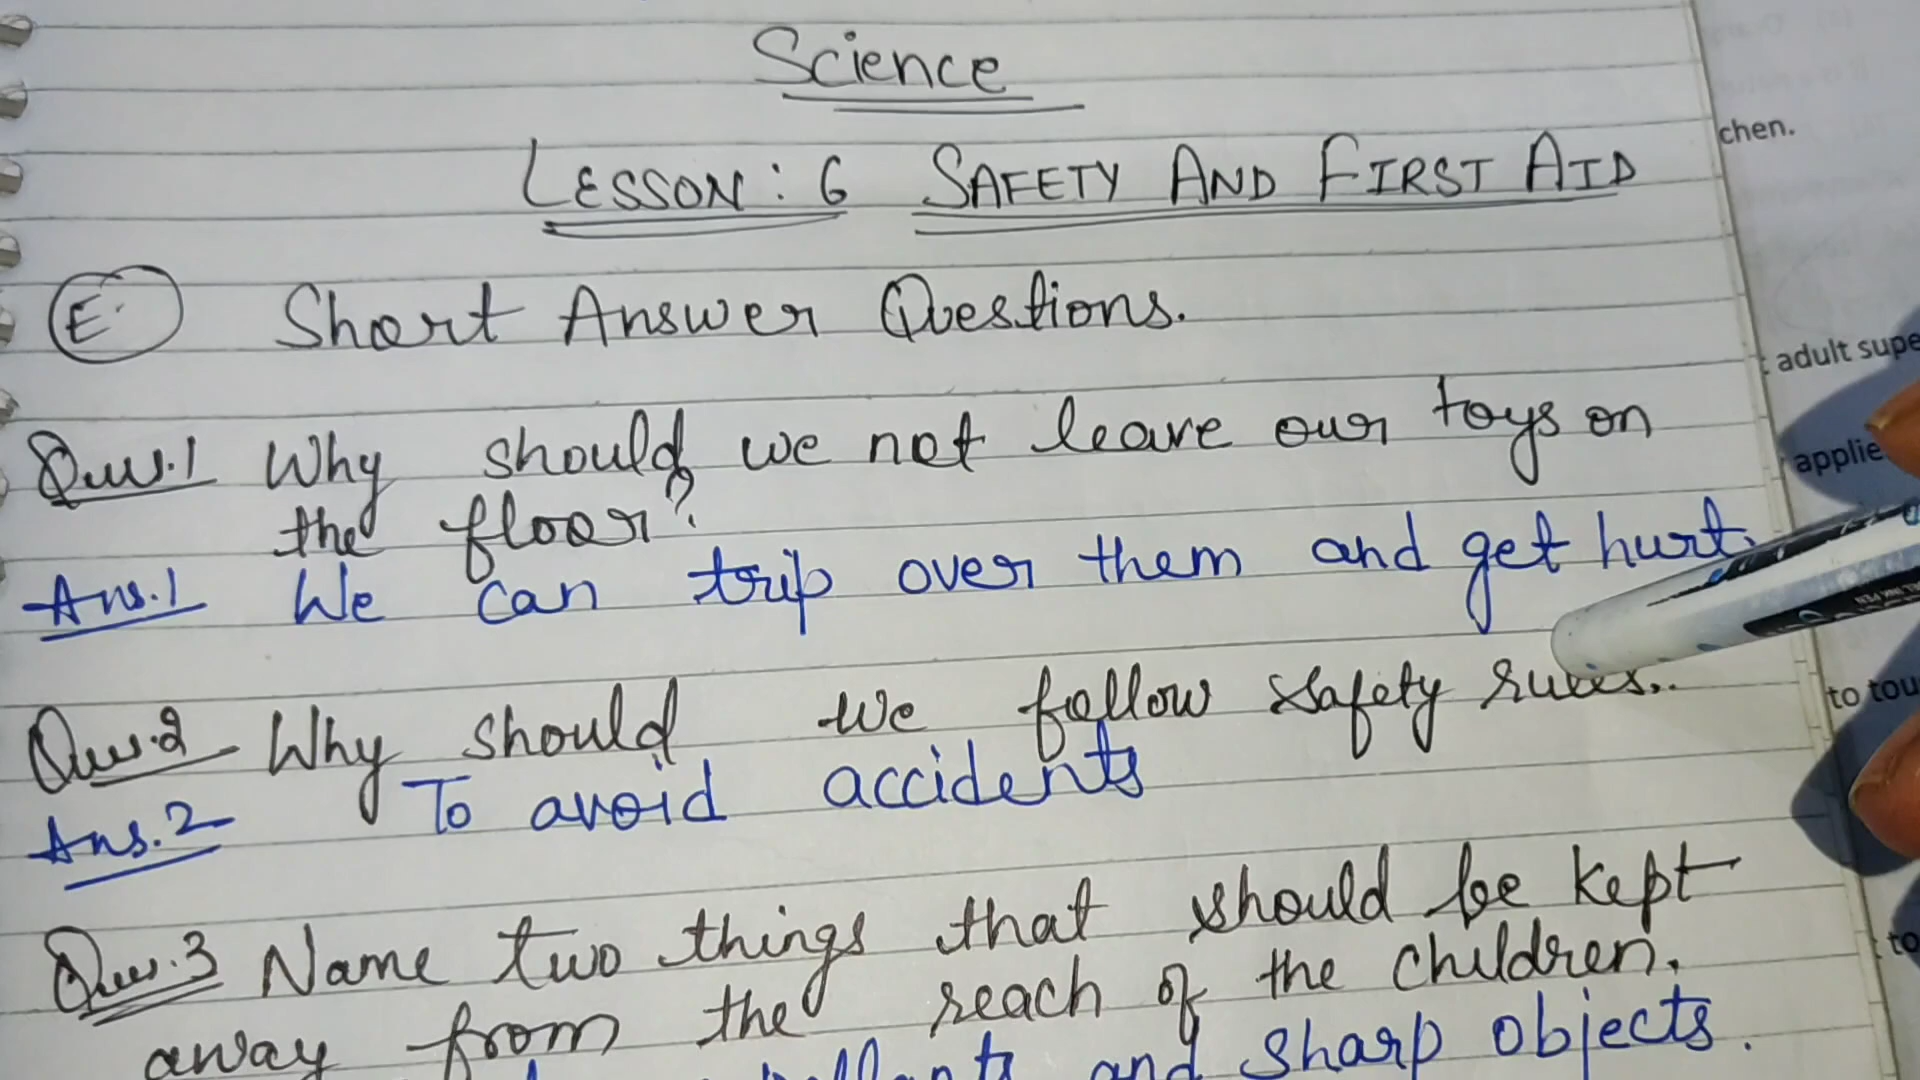 Science
LESSON: 6 SAFETY AND FIRST AID
E. Short Answer Questions.
Ques.1 Why should we not leave our toys on
the floor?
Ans.1 We can trip over them and get hurt.
Ques.2 Why should we follow safety rules..
Ans.2 To avoid accidents
Ques.3 Name two things that should be kept
away from the reach of the children.
and sharp objects.
chen.
adult supe
applie
to tou
to